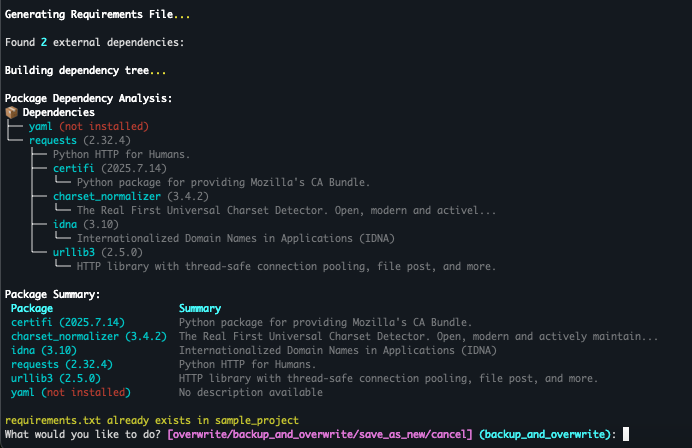 Generating Requirements File...
Found 2 external dependencies:
Building dependency tree...
Package Dependency Analysis:
📦 Dependencies
├── yaml (not installed)
└── requests (2.32.4)
    ├── Python HTTP for Humans.
    ├── certifi (2025.7.14)
    │   └── Python package for providing Mozilla's CA Bundle.
    ├── charset_normalizer (3.4.2)
    │   └── The Real First Universal Charset Detector. Open, modern and activel...
    ├── idna (3.10)
    │   └── Internationalized Domain Names in Applications (IDNA)
    └── urllib3 (2.5.0)
        └── HTTP library with thread-safe connection pooling, file post, and more.
Package Summary:
Package Summary
certifi (2025.7.14) Python package for providing Mozilla's CA Bundle.
charset_normalizer (3.4.2) The Real First Universal Charset Detector. Open, modern and actively maintain...
idna (3.10) Internationalized Domain Names in Applications (IDNA)
requests (2.32.4) Python HTTP for Humans.
urllib3 (2.5.0) HTTP library with thread-safe connection pooling, file post, and more.
yaml (not installed) No description available
requirements.txt already exists in sample_project
What would you like to do? [overwrite/backup_and_overwrite/save_as_new/cancel] (backup_and_overwrite):